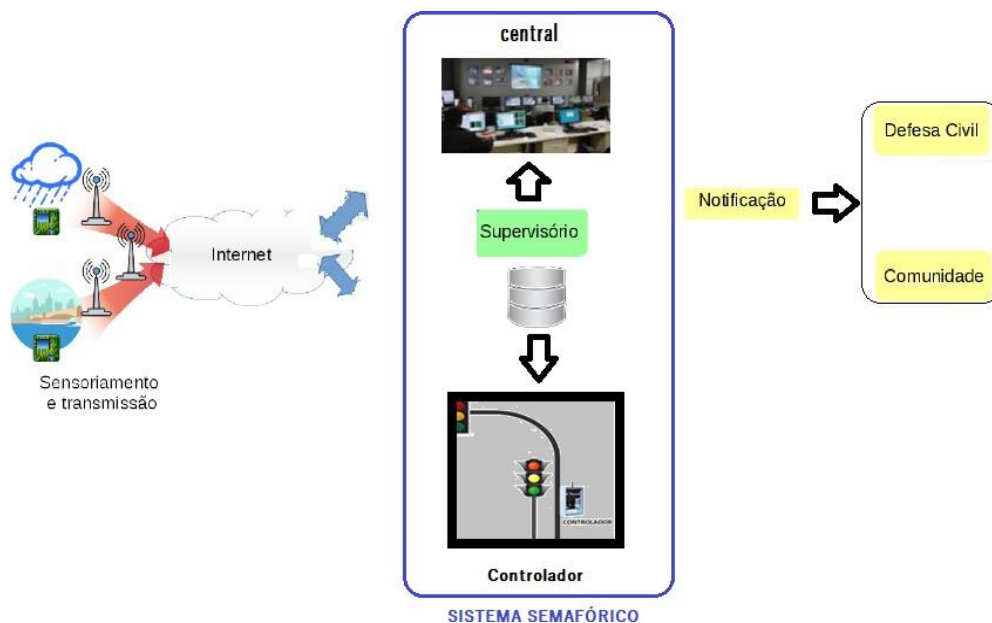 central
Supervisório
Internet
Sensoriamento
e transmissão
CONTROLADOR
Controlador
SISTEMA SEMAFÓRICO
Notificação
Defesa Civil
Comunidade